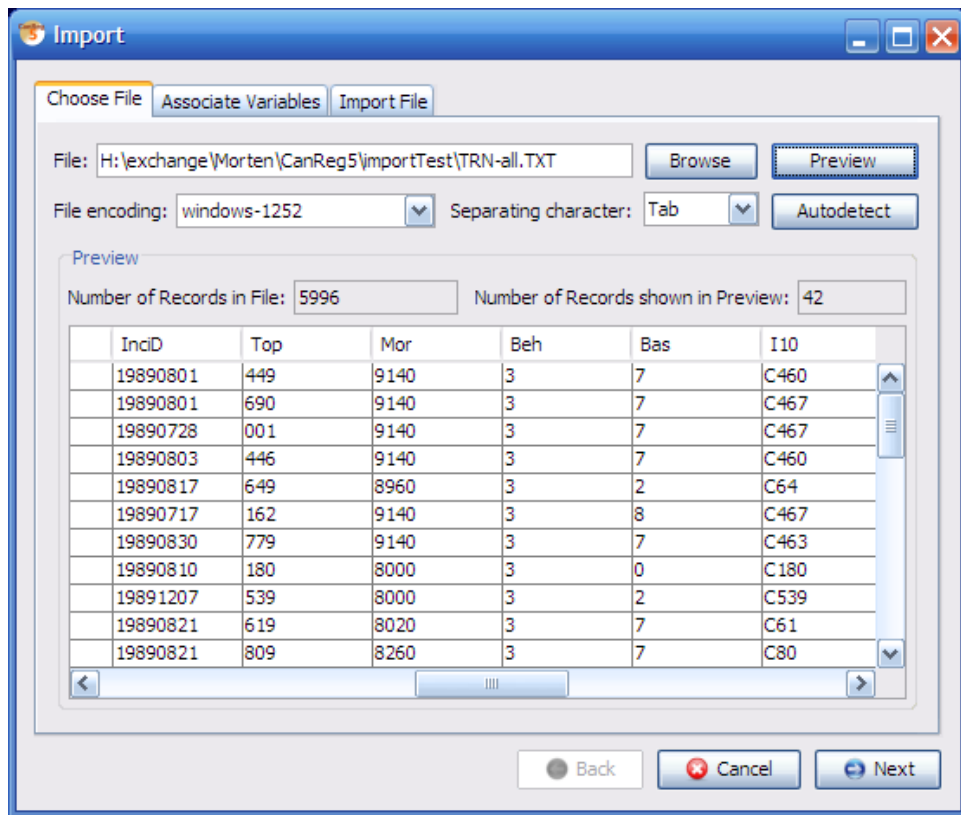 Import
Choose File Associate Variables Import File
File: H:\exchange\Morten\CanReg5\importTest\TRN-all.TXT Browse Preview
File encoding: windows-1252 Separating character: Tab Autodetect
Preview
Number of Records in File: 5996 Number of Records shown in Preview: 42
InciD Top Mor Beh Bas I10
19890801 449 9140 3 7 C460
19890801 690 9140 3 7 C467
19890728 001 9140 3 7 C467
19890803 446 9140 3 7 C460
19890817 649 8960 3 2 C64
19890717 162 9140 3 8 C467
19890830 779 9140 3 7 C463
19890810 180 8000 3 0 C180
19891207 539 8000 3 2 C539
19890821 619 8020 3 7 C61
19890821 809 8260 3 7 C80
Back Cancel Next